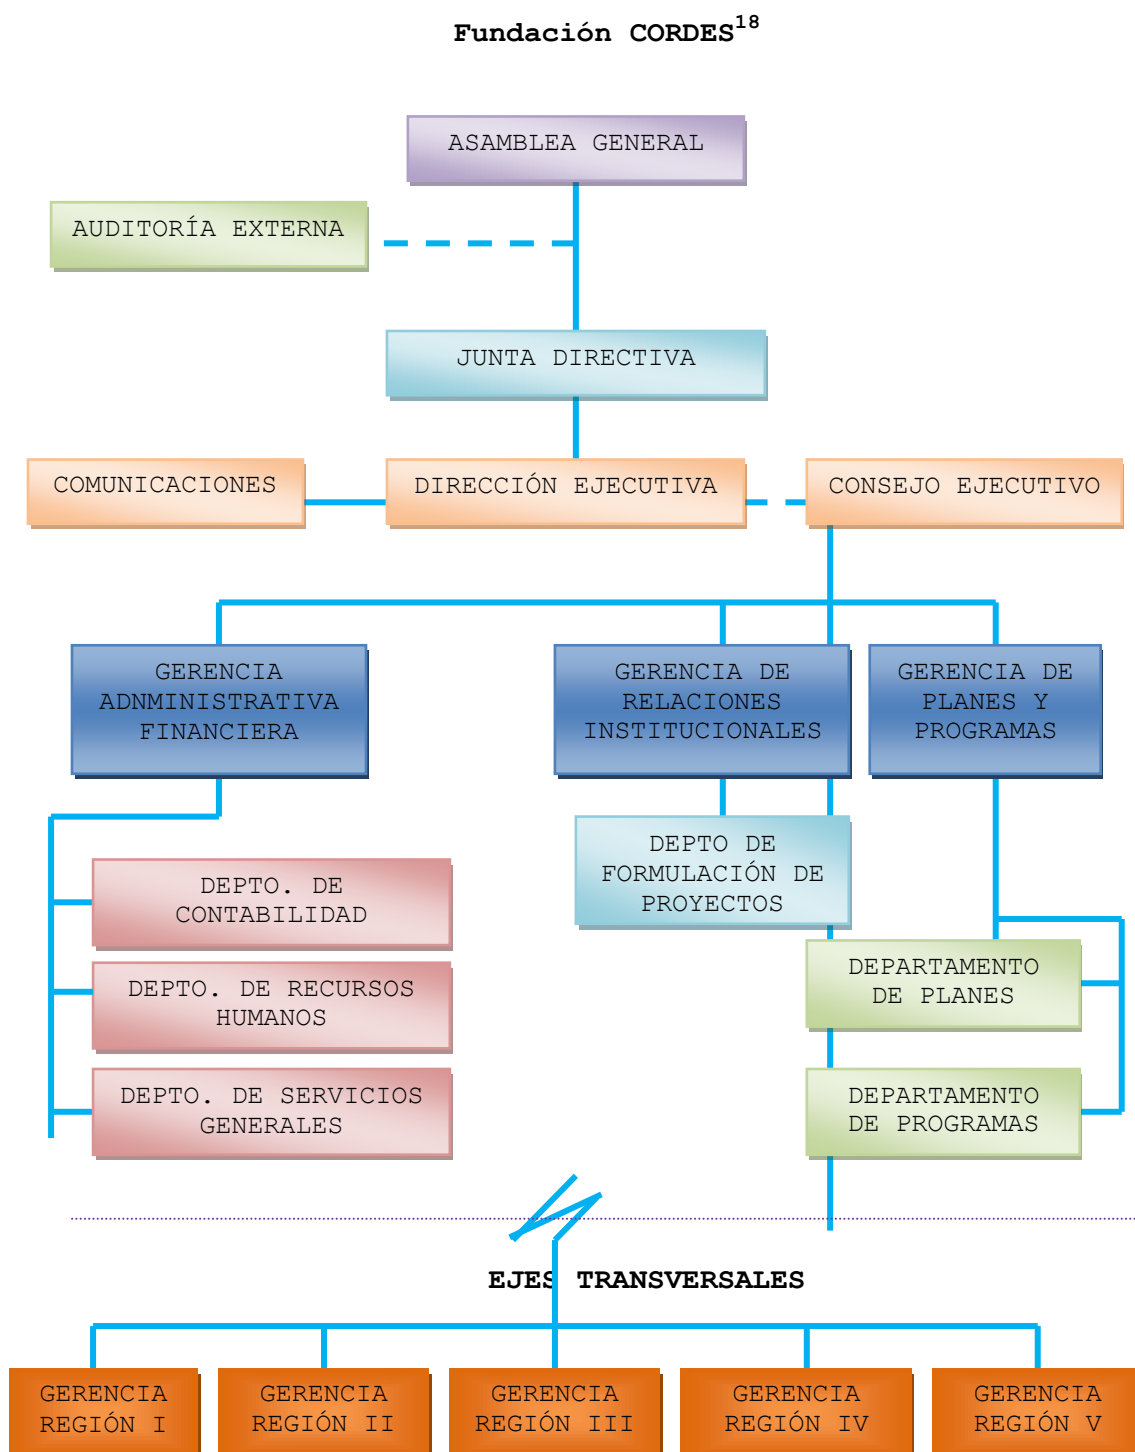 Fundación CORDES18
ASAMBLEA GENERAL
AUDITORÍA EXTERNA
JUNTA DIRECTIVA
COMUNICACIONES
DIRECCIÓN EJECUTIVA
CONSEJO EJECUTIVO
GERENCIA
ADNMINISTRATIVA
FINANCIERA
GERENCIA DE
RELACIONES
INSTITUCIONALES
GERENCIA DE
PLANES Y
PROGRAMAS
DEPTO DE
FORMULACIÓN DE
PROYECTOS
DEPTO. DE
CONTABILIDAD
DEPTO. DE RECURSOS
HUMANOS
DEPTO. DE SERVICIOS
GENERALES
DEPARTAMENTO
DE PLANES
DEPARTAMENTO
DE PROGRAMAS
EJES TRANSVERSALES
GERENCIA
REGIÓN I
GERENCIA
REGIÓN II
GERENCIA
REGIÓN III
GERENCIA
REGIÓN IV
GERENCIA
REGIÓN V